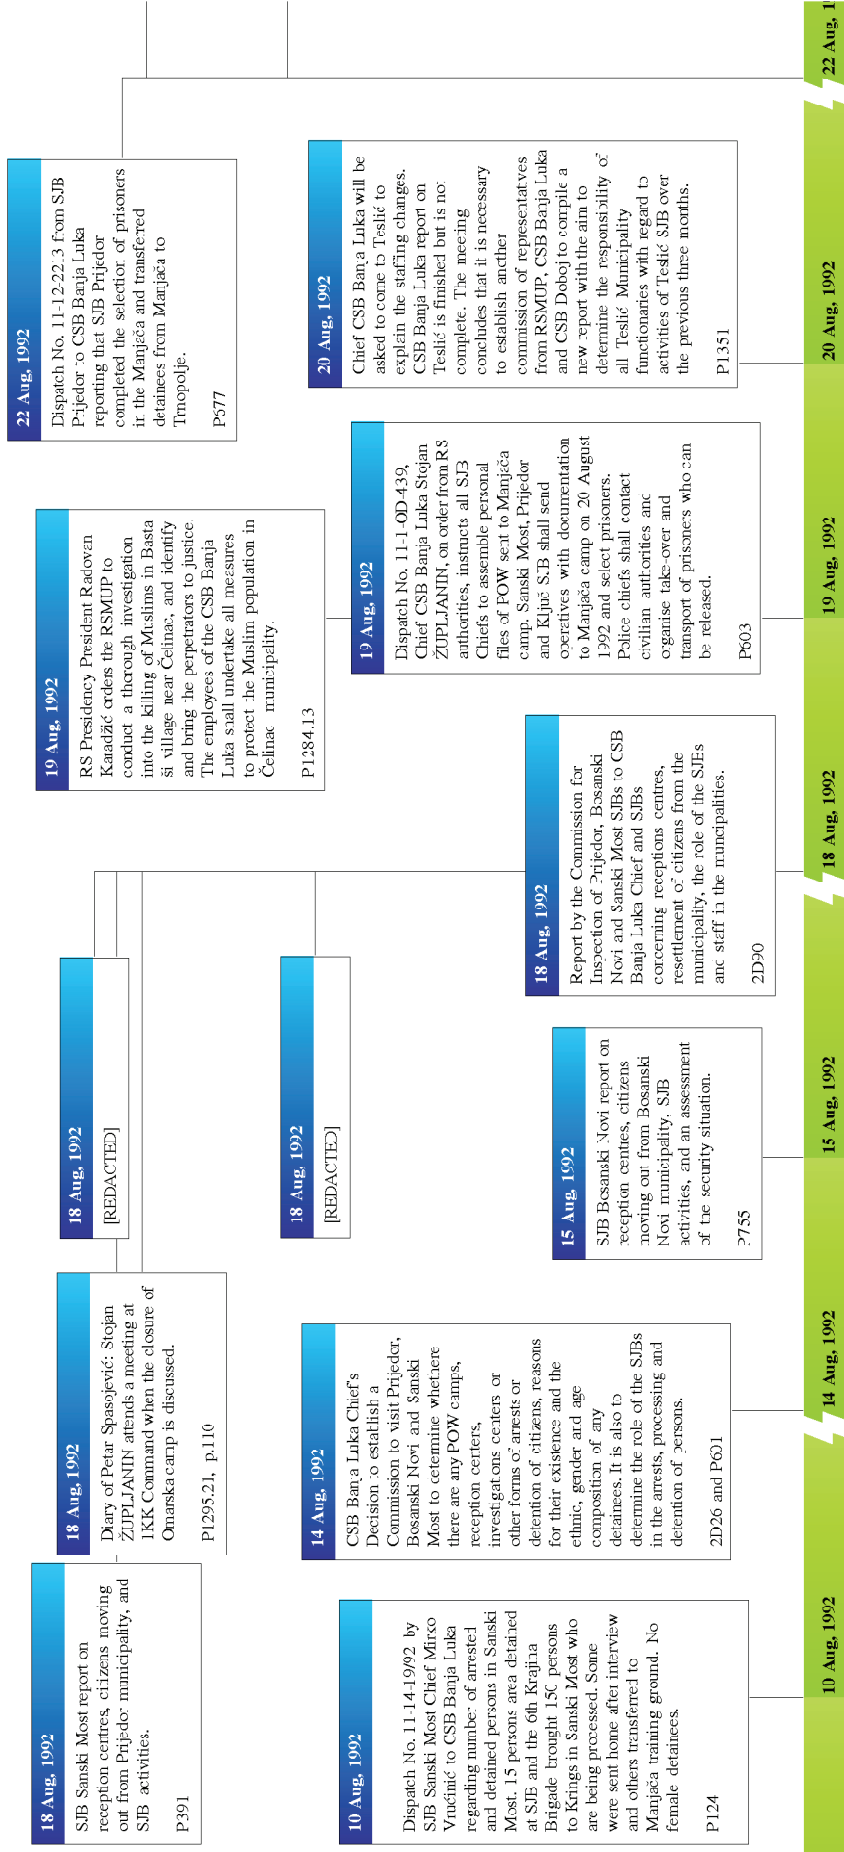 18 Aug, 1992
SJB Sanski Most report on
reception centres, citizens moving
out from Prijedor municipality, and
SJB activities.
P391
18 Aug, 1992
Diary of Petar Spasojević: Stojan
ŽUPLJANIN attends a meeting at
1KK Command when the closure of
Omarska camp is discussed.
P1295.21, p.110
18 Aug, 1992
[REDACTED]
18 Aug, 1992
[REDACTED]
19 Aug, 1992
RS Presidency President Radovan
Karadžić orders the RSMUP to
conduct a thorough investigation
into the killing of Muslims in Basta
ši village near Čelinac, and identify
and bring the perpetrators to justice.
The employees of the CSB Banja
Luka shall undertake all measures
to protect the Muslim population in
Čelinac municipality.
P1284.13
22 Aug, 1992
Dispatch No. 11-12-2223 from SJB
Prijedor to CSB Banja Luka
reporting that SJB Prijedor
completed the selection of prisoners
in the Manjača and transferred
detainees from Manjača to
Trnopolje.
P677
10 Aug, 1992
Dispatch No. 11-14-19/92 by
SJB Sanski Most Chief Mirko
Vručinić to CSB Banja Luka
regarding number of arrested
and detained persons in Sanski
Most. 15 persons area detained
at SJB and the 6th Krajina
Brigade brought 150 persons
to Krings in Sanski Most who
are being processed. Some
were sent home after interview
and others transferred to
Manjača training ground. No
female detainees.
P124
14 Aug, 1992
CSB Banja Luka Chief's
Decision to establish a
Commission to visit Prijedor,
Bosanski Novi and Sanski
Most to determine whether
there are any POW camps,
reception centers,
investigations centers or
other forms of arrests or
detention of citizens, reasons
for their existence and the
ethnic, gender and age
composition of any
detainees. It is also to
determine the role of the SJBs
in the arrests, processing and
detention of persons.
2D26 and P601
15 Aug, 1992
SJB Bosanski Novi report on
reception centres, citizens
moving out from Bosanski
Novi municipality. SJB
activities, and an assessment
of the security situation.
P755
18 Aug, 1992
Report by the Commission for
Inspection of Prijedor, Bosanski
Novi and Sanski Most SJBs to CSB
Banja Luka Chief and SJBs
concerning receptions centres,
resettlement of citizens from the
municipality, the role of the SJBs
and staff in the municipalities.
2D90
19 Aug, 1992
Dispatch No. 11-1-OD-439,
Chief CSB Banja Luka Stojan
ŽUPLJANIN, on order from RS
authorities, instructs all SJB
Chiefs to assemble personal
files of POW sent to Manjača
camp. Sanski Most, Prijedor
and Ključ SJB shall send
operatives with documentation
to Manjača camp on 20 August
1992 and select prisoners.
Police chiefs shall contact
civilian authorities and
organise take-over and
transport of prisoners who can
be released.
P603
20 Aug, 1992
Chief CSB Banja Luka will be
asked to come to Teslić to
explain the staffing changes.
CSB Banja Luka report on
Teslić is finished but is not
complete. The meeting
concludes that it is necessary
to establish another
commission of representatives
from RSMUP, CSB Banja Luka
and CSB Doboj to compile a
new report with the aim to
determine the responsibility of
all Teslić Municipality
functionaries with regard to
activities of Teslić SJB over
the previous three months.
P1351
10 Aug, 1992
14 Aug, 1992
15 Aug, 1992
18 Aug, 1992
19 Aug, 1992
20 Aug, 1992
22 Aug, 1